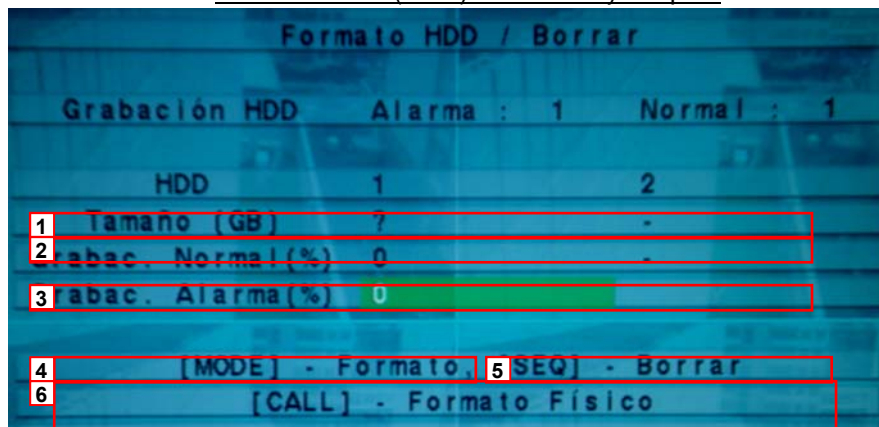 Formato HDD / Borrar
Grabación HDD Alarma : 1 Normal : 1
HDD 1 2
1 Tamaño (GB) ? -
2 Grabac. Normal(%) 0 -
3 rabac. Alarma(%) 0
4 [MODE] - Formato, 5 SEQ] - Borrar
6 [CALL] - Formato Físico